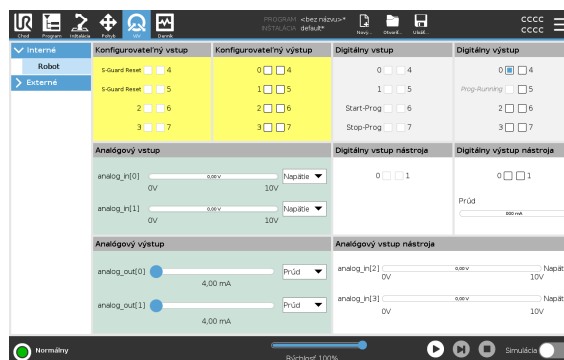 PROGRAM <bez názvu>*
INŠTALÁCIA default*
CCCC
CCCC
Chod Program Inštalácia Pohyb I/O Denník Nový... Otvoriť... Uložiť...
Interné
Robot
Externé
Konfigurovateľný vstup
S-Guard Reset 4
S-Guard Reset 5
2 6
3 7
Konfigurovateľný výstup
0 4
1 5
2 6
3 7
Digitálny vstup
0 4
1 5
Start-Prog 6
Stop-Prog 7
Digitálny výstup
0 4
Prog-Running 5
2 6
3 7
Analógový vstup
analog_in[0] 0,00 V Napätie
0V 10V
analog_in[1] 0,00 V Napätie
0V 10V
Digitálny vstup nástroja
0 1
Digitálny výstup nástroja
0 1
Prúd
000 mA
Analógový výstup
analog_out[0] Prúd
4,00 mA
analog_out[1] Prúd
4,00 mA
Analógový vstup nástroja
analog_in[2] 0,00 V Napät
0V 10V
analog_in[3] 0,00 V Napät
0V 10V
Normálny
Rýchlosť 100%
Simulácia